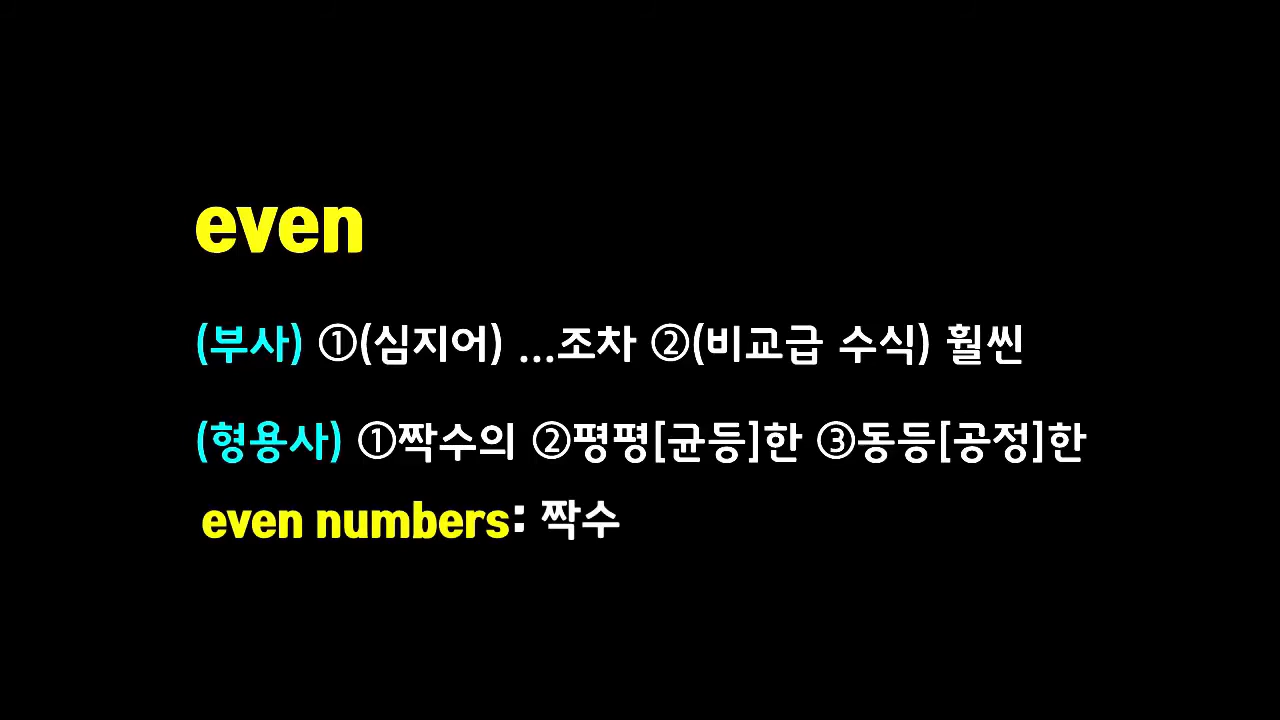 even
(부사) ①(심지어) ...조차 ②(비교급 수식) 훨씬
(형용사) ①짝수의 ②평평[균등]한 ③동등[공정]한
even numbers: 짝수